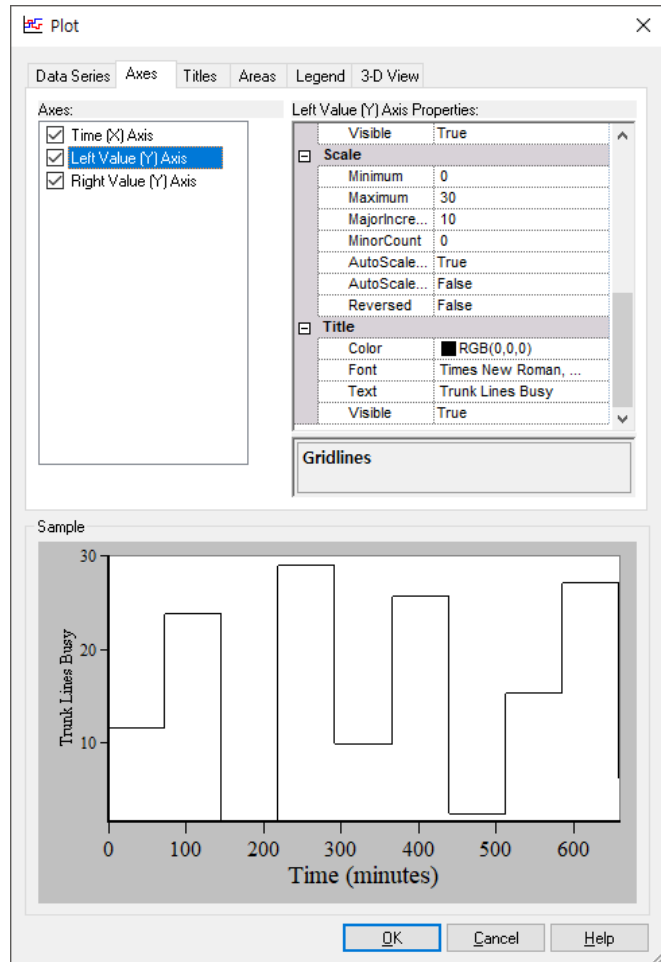 Plot
Data Series Axes Titles Areas Legend 3-D View
Axes:
Time (X) Axis
Left Value (Y) Axis
Right Value (Y) Axis
Left Value (Y) Axis Properties:
Visible True
Scale
Minimum 0
Maximum 30
MajorIncre... 10
MinorCount 0
AutoScale... True
AutoScale... False
Reversed False
Title
Color RGB(0,0,0)
Font Times New Roman, ...
Text Trunk Lines Busy
Visible True
Gridlines
Sample
30
20
10
Trunk Lines Busy
0 100 200 300 400 500 600
Time (minutes)
OK Cancel Help